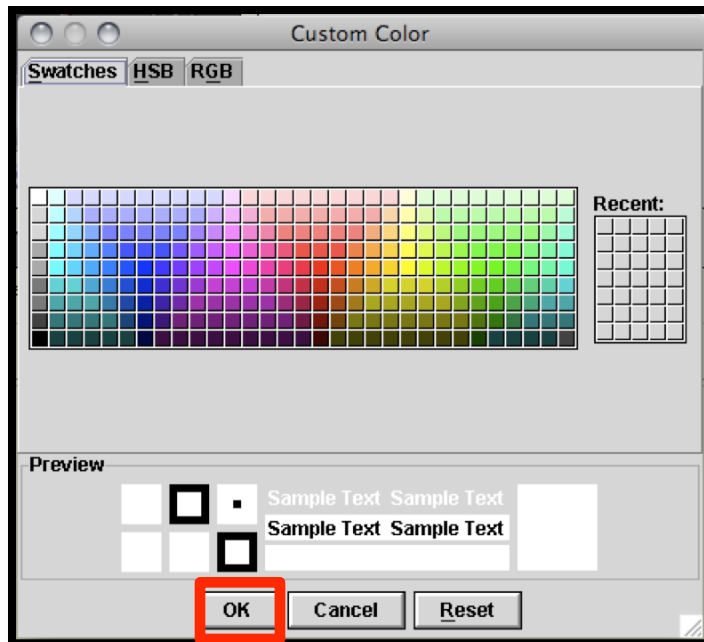 Custom Color
Swatches HSB RGB
Recent:
Preview
Sample Text Sample Text
Sample Text Sample Text
OK Cancel Reset